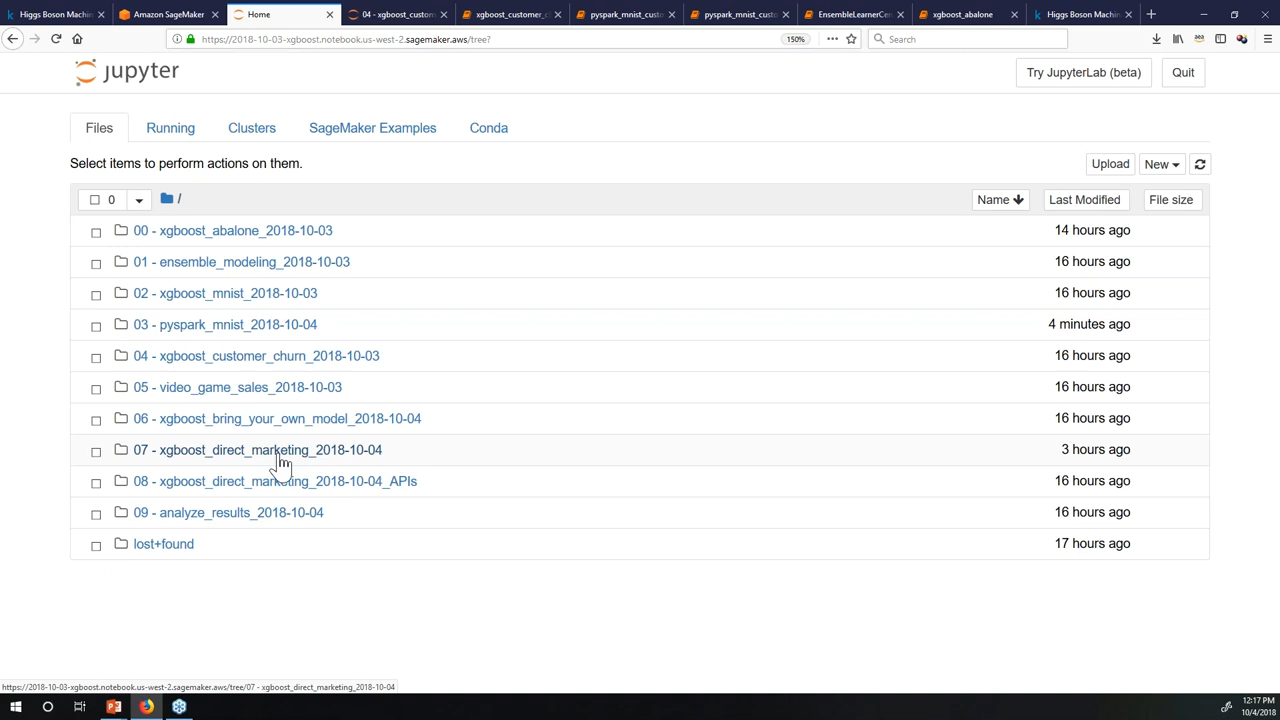 Higgs Boson Machin
Amazon SageMaker
Home
04 - xgboost_custom
xgboost_customer_c
pyspark_mnist_custo
pyspark_mnist_custo
EnsembleLearnerCen
xgboost_abalone
Higgs Boson Machin
https://2018-10-03-xgboost.notebook.us-west-2.sagemaker.aws/tree?
150%
Search
jupyter
Try JupyterLab (beta)
Quit
Files
Running
Clusters
SageMaker Examples
Conda
Select items to perform actions on them.
Upload
New
0
/
Name
Last Modified
File size
00 - xgboost_abalone_2018-10-03
14 hours ago
01 - ensemble_modeling_2018-10-03
16 hours ago
02 - xgboost_mnist_2018-10-03
16 hours ago
03 - pyspark_mnist_2018-10-04
4 minutes ago
04 - xgboost_customer_churn_2018-10-03
16 hours ago
05 - video_game_sales_2018-10-03
16 hours ago
06 - xgboost_bring_your_own_model_2018-10-04
16 hours ago
07 - xgboost_direct_marketing_2018-10-04
3 hours ago
08 - xgboost_direct_marketing_2018-10-04_APIs
16 hours ago
09 - analyze_results_2018-10-04
16 hours ago
lost+found
17 hours ago
https://2018-10-03-xgboost.notebook.us-west-2.sagemaker.aws/tree/07 - xgboost_direct_marketing_2018-10-04
12:17 PM
10/4/2018